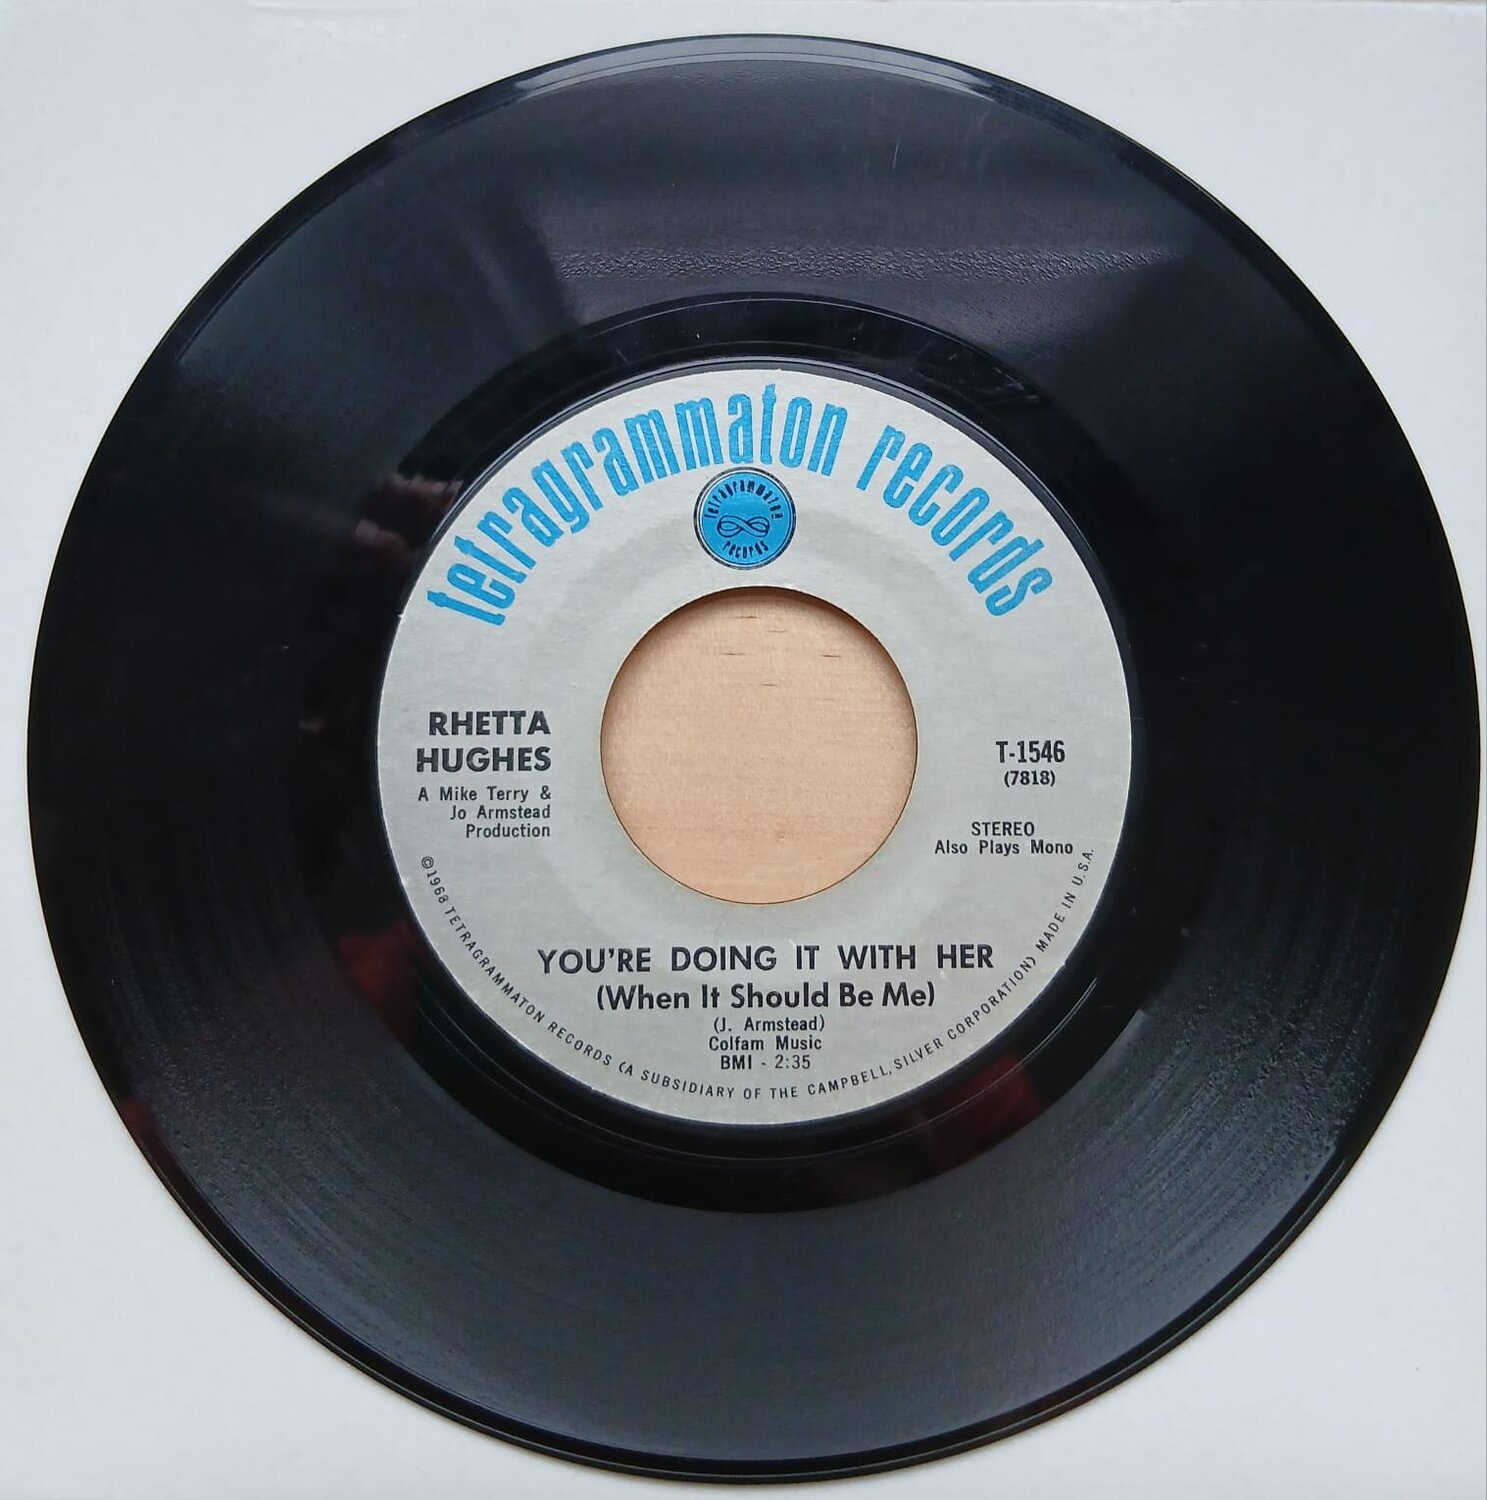 tetragrammaton records
tetragrammaton
records
RHETTA
HUGHES
A Mike Terry &
Jo Armstead
Production
T-1546
(7818)
STEREO
Also Plays Mono
YOU'RE DOING IT WITH HER
(When It Should Be Me)
(J. Armstead)
Colfam Music
BMI - 2:35
©1968 TETRAGRAMMATON RECORDS (A SUBSIDIARY OF THE CAMPBELL, SILVER CORPORATION) MADE IN U.S.A.